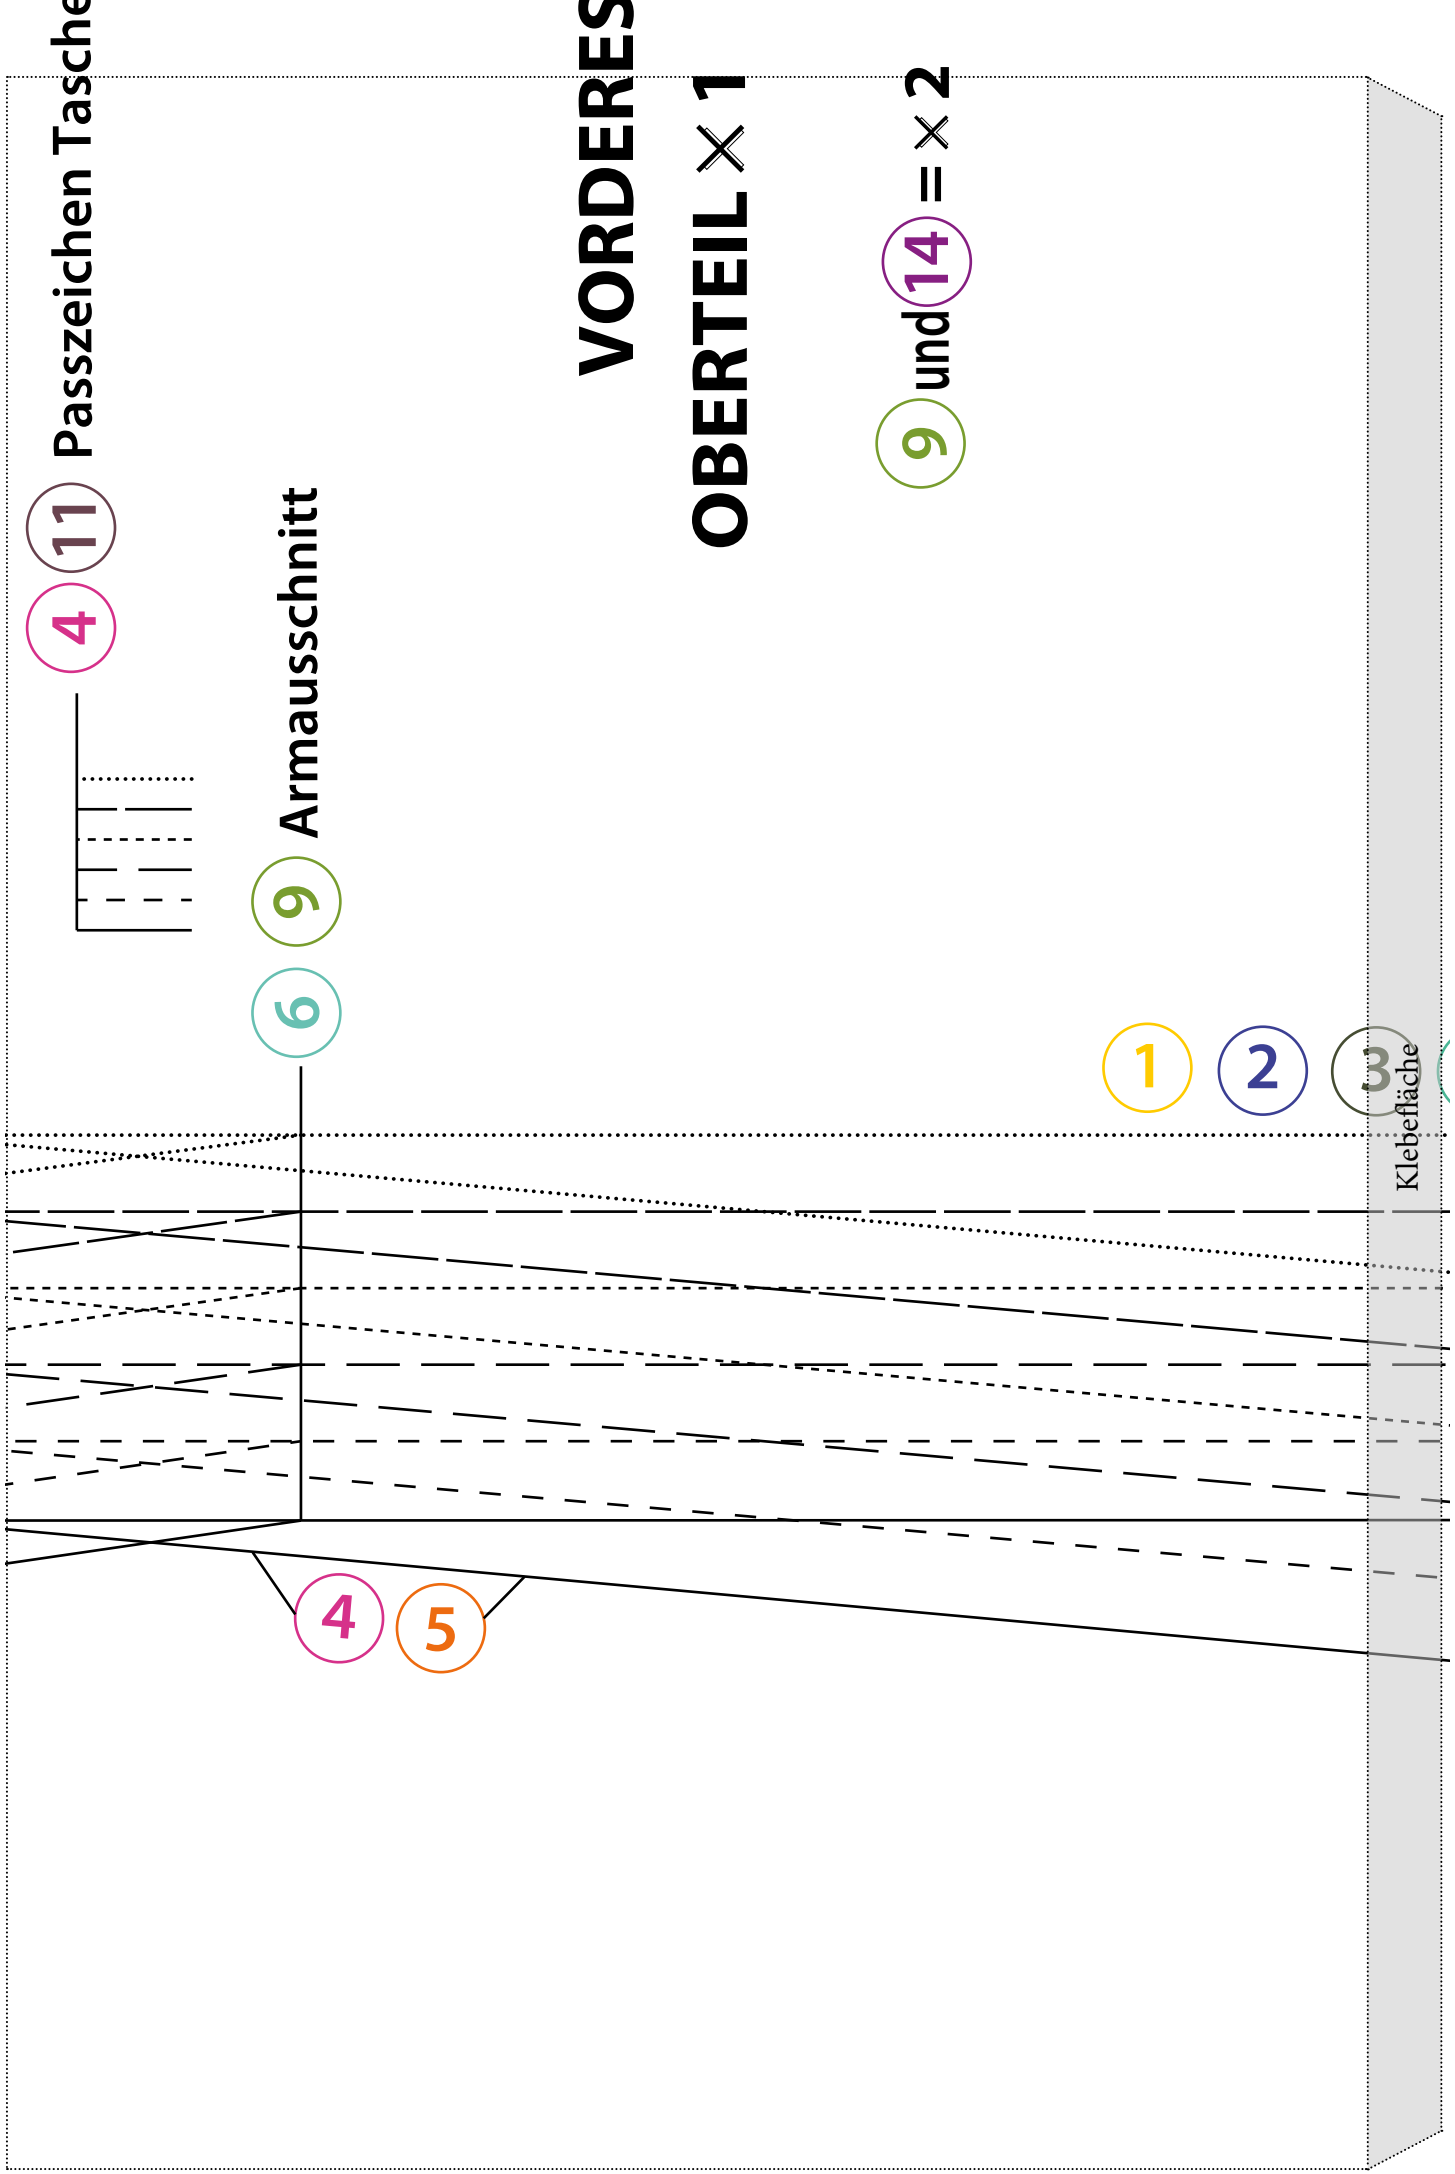 4 11 Passzeichen Tasche
6 9 Armausschnitt
VORDERES
OBERTEIL × 1
9 und 14 = × 2
1 2 3
Klebefläche
4 5